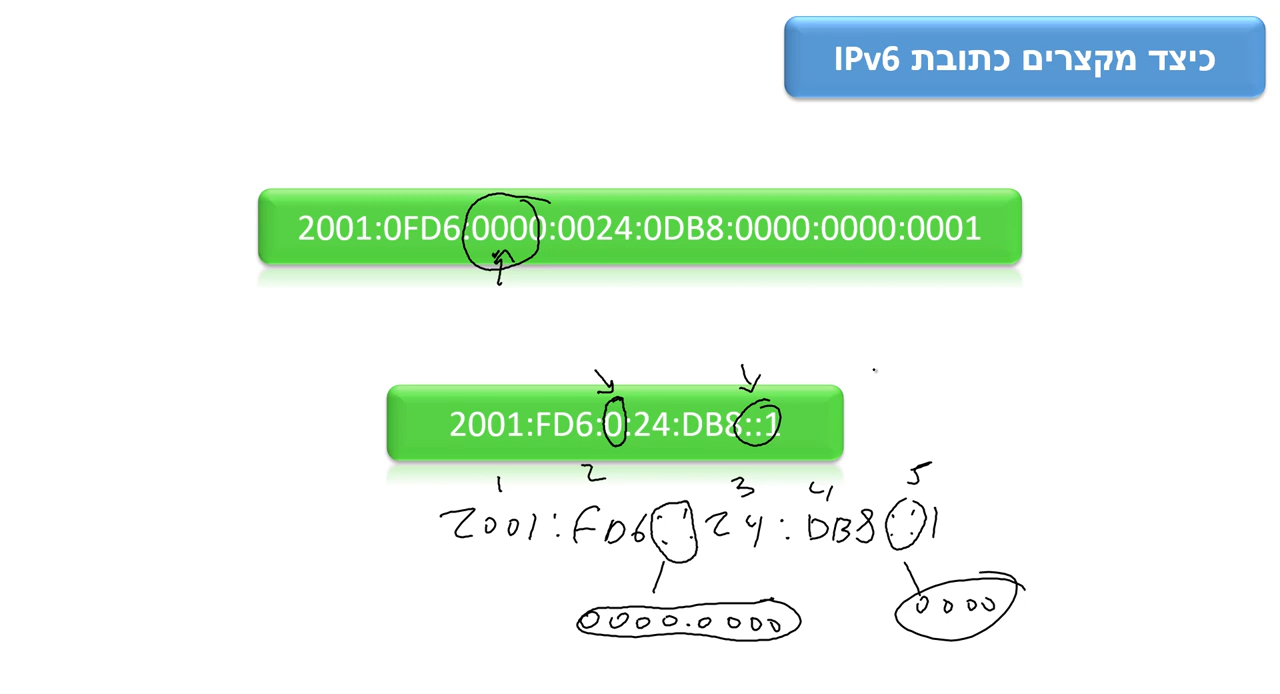 כיצד מקצרים כתובת IPv6
2001:0FD6:0000:0024:0DB8:0000:0000:0001
2001:FD6:0:24:DB8::1
1 2 3 4 5
2001:FD6::24:DB8::1
0000:0000 0000